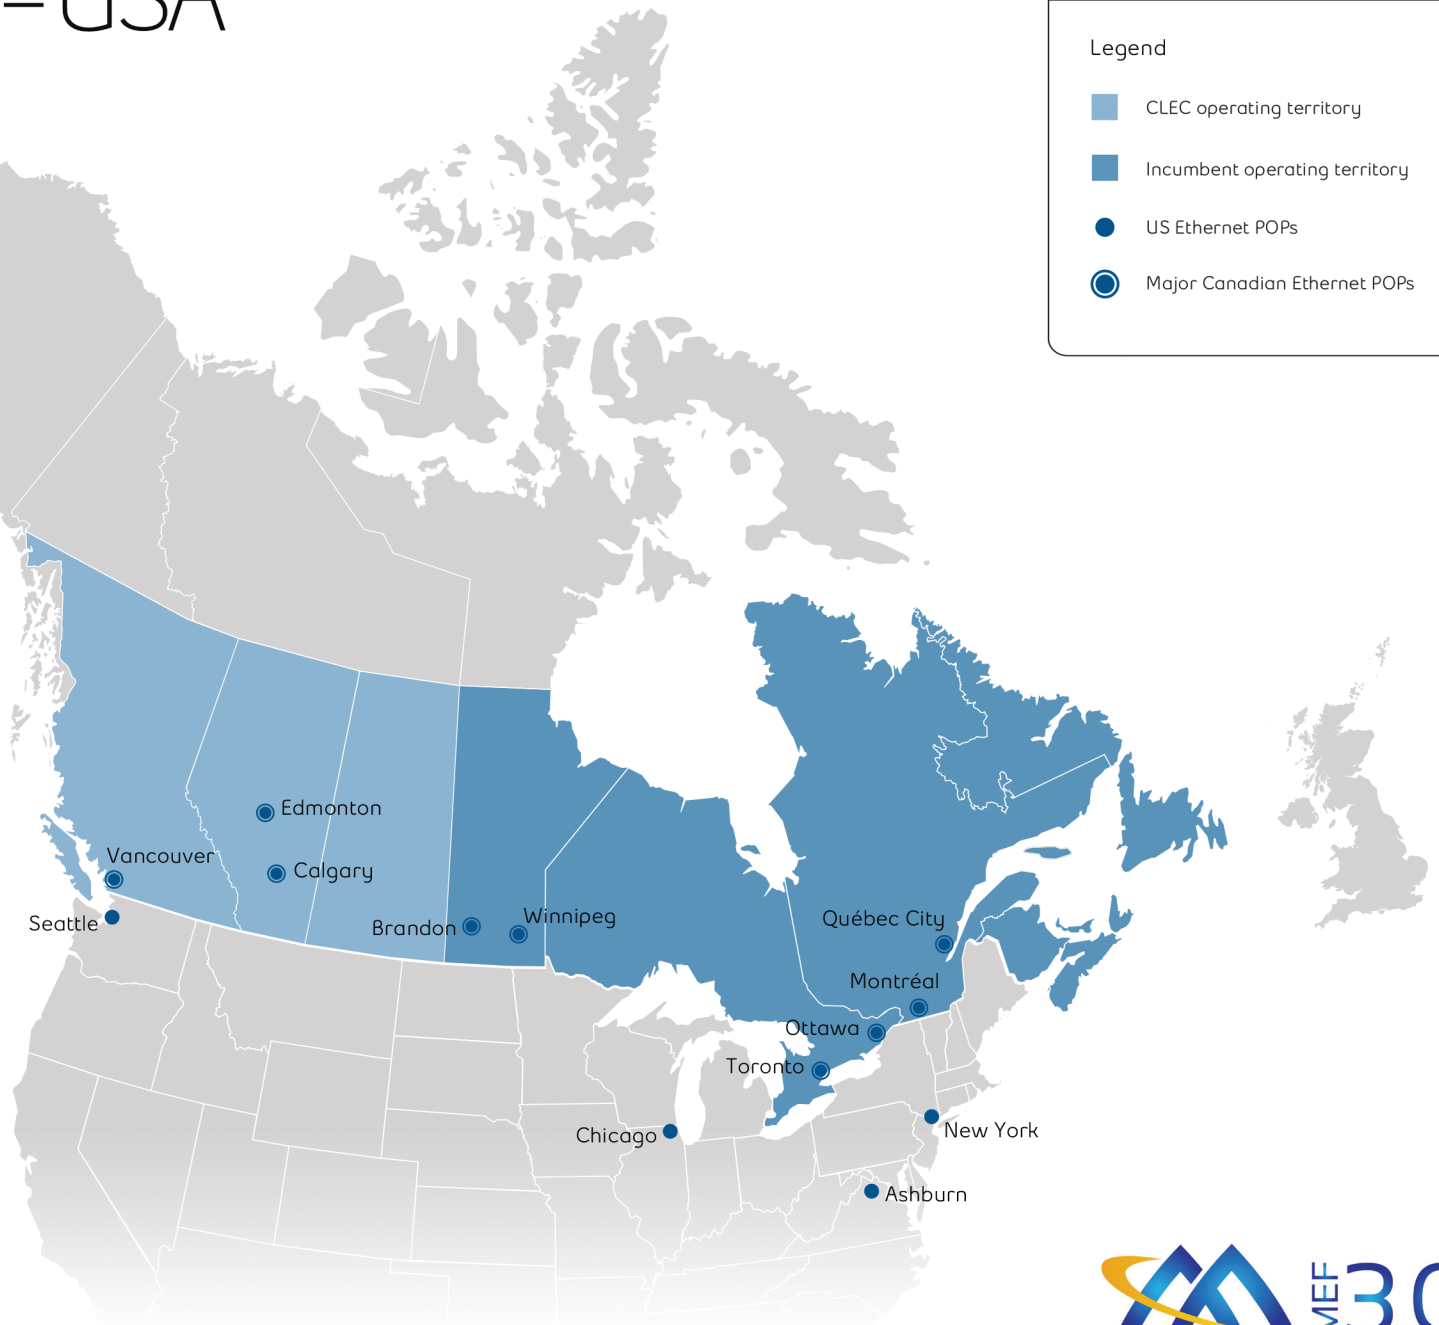 USA
Legend
CLEC operating territory
Incumbent operating territory
US Ethernet POPs
Major Canadian Ethernet POPs
Edmonton
Vancouver
Calgary
Seattle
Brandon
Winnipeg
Québec City
Montréal
Ottawa
Toronto
Chicago
New York
Ashburn
MEF